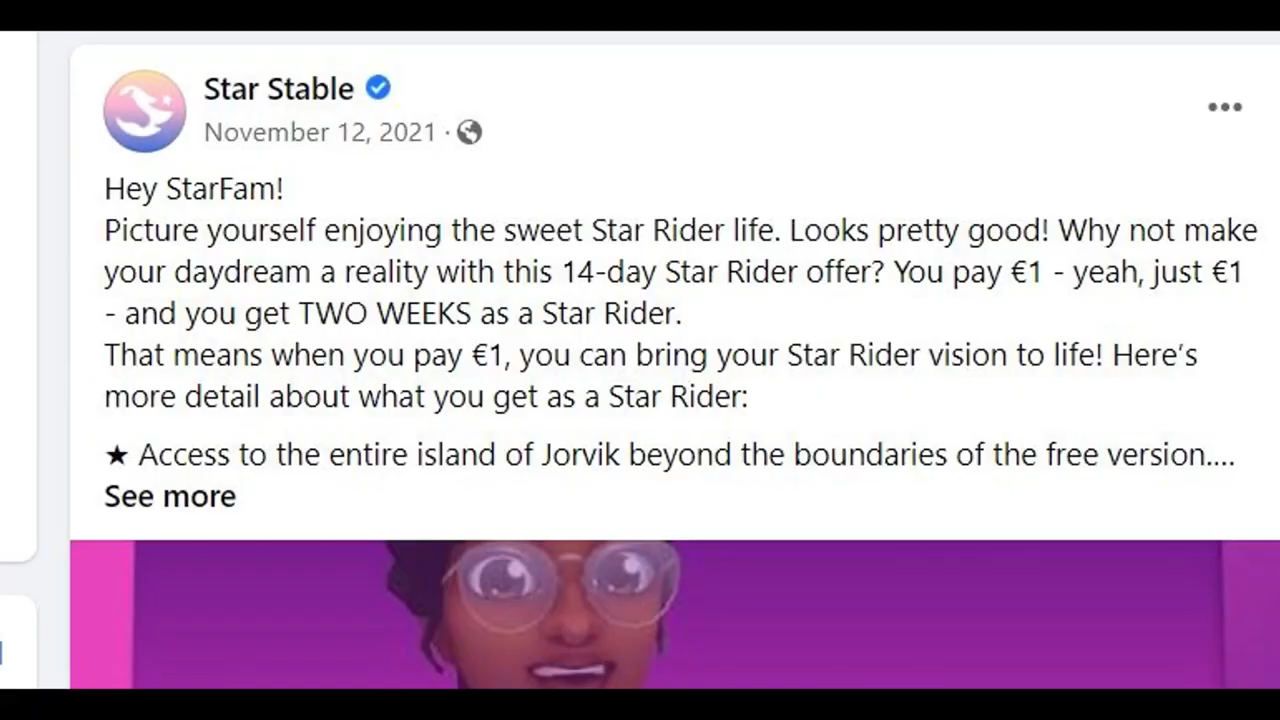 Star Stable
November 12, 2021 ·
Hey StarFam!
Picture yourself enjoying the sweet Star Rider life. Looks pretty good! Why not make
your daydream a reality with this 14-day Star Rider offer? You pay €1 - yeah, just €1
- and you get TWO WEEKS as a Star Rider.
That means when you pay €1, you can bring your Star Rider vision to life! Here's
more detail about what you get as a Star Rider:
★ Access to the entire island of Jorvik beyond the boundaries of the free version....
See more